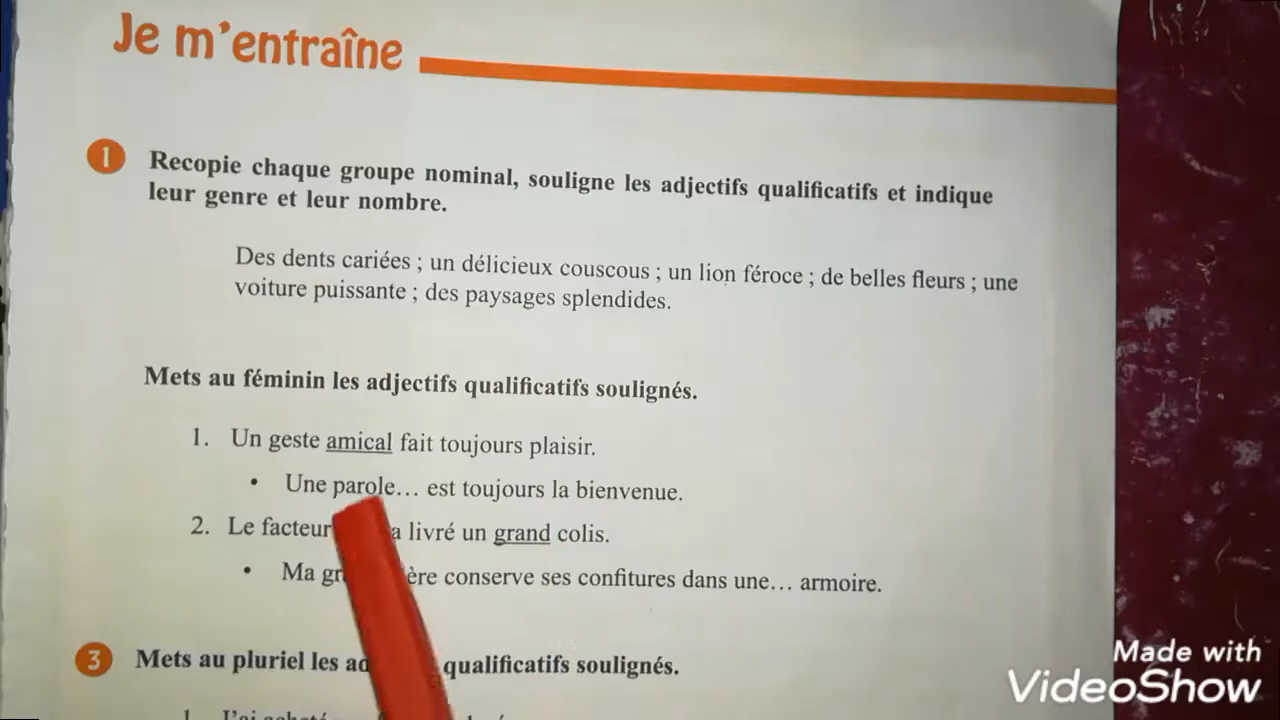 Je m'entraîne
1 Recopie chaque groupe nominal, souligne les adjectifs qualificatifs et indique
leur genre et leur nombre.
Des dents cariées ; un délicieux couscous ; un lion féroce ; de belles fleurs ; une
voiture puissante ; des paysages splendides.
Mets au féminin les adjectifs qualificatifs soulignés.
1. Un geste amical fait toujours plaisir.
• Une parole... est toujours la bienvenue.
2. Le facteur a livré un grand colis.
• Ma conserve ses confitures dans une... armoire.
3 Mets au pluriel les qualificatifs soulignés.
1. J'ai acheté
Made with
VideoShow